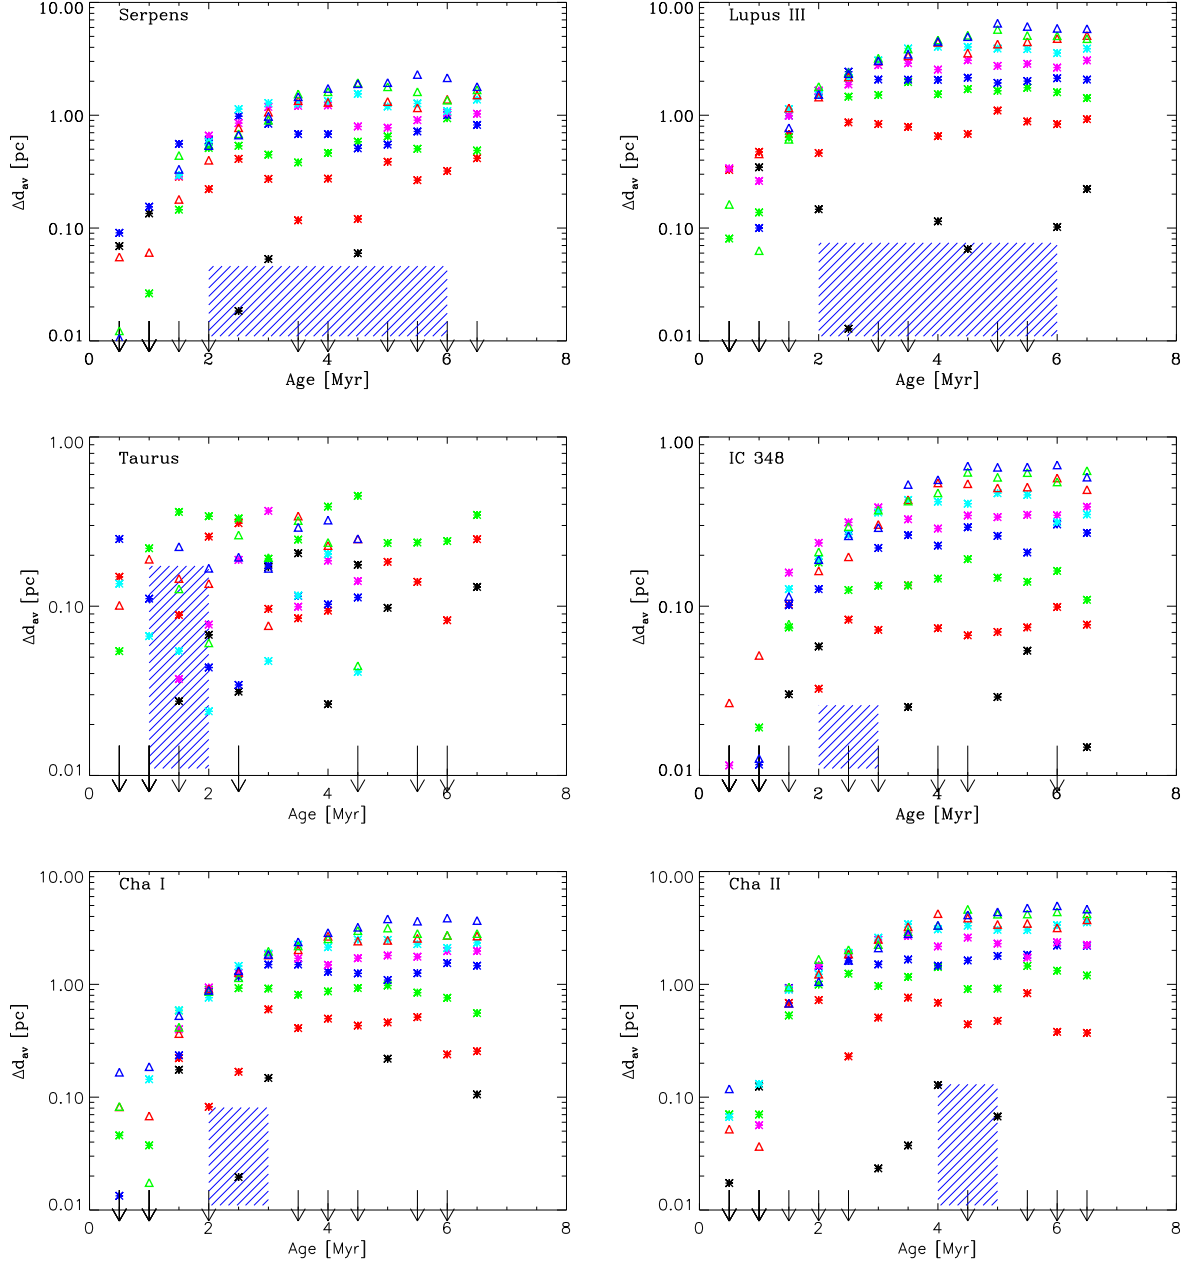 Serpens
10.00
1.00
0.10
0.01
Δd_av [pc]
0 2 4 6 8
Age [Myr]
Lupus III
10.00
1.00
0.10
0.01
Δd_av [pc]
0 2 4 6 8
Age [Myr]
Taurus
1.00
0.10
0.01
Δd_av [pc]
0 2 4 6 8
Age [Myr]
IC 348
1.00
0.10
0.01
Δd_av [pc]
0 2 4 6 8
Age [Myr]
Cha I
10.00
1.00
0.10
0.01
Δd_av [pc]
0 2 4 6 8
Age [Myr]
Cha II
10.00
1.00
0.10
0.01
Δd_av [pc]
0 2 4 6 8
Age [Myr]